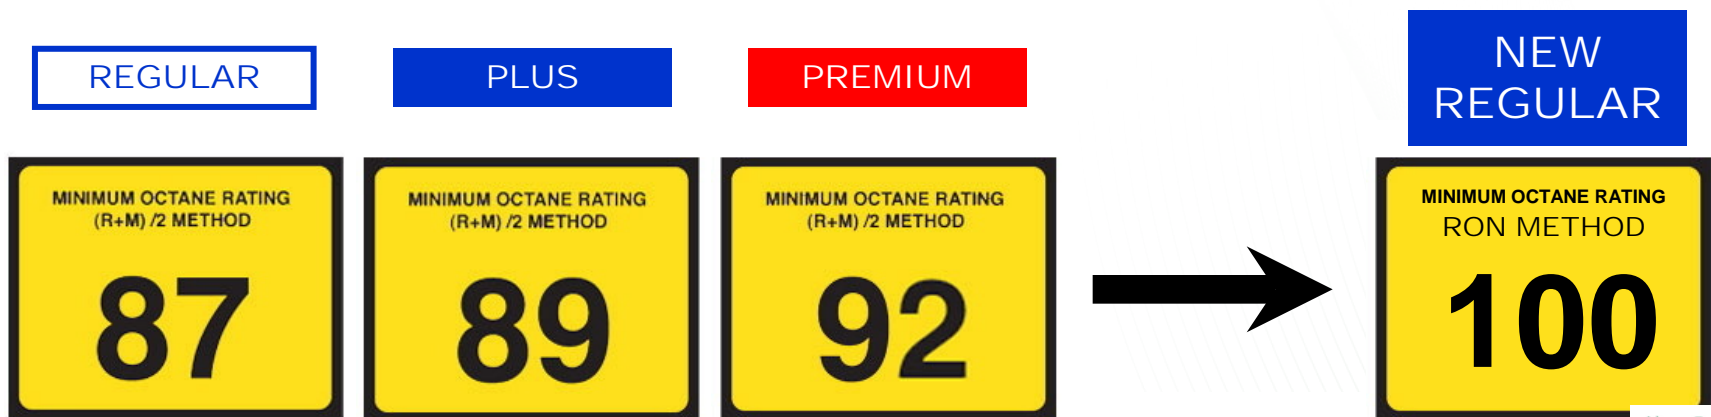 REGULAR
MINIMUM OCTANE RATING
(R+M) /2 METHOD
87
PLUS
MINIMUM OCTANE RATING
(R+M) /2 METHOD
89
PREMIUM
MINIMUM OCTANE RATING
(R+M) /2 METHOD
92
NEW
REGULAR
MINIMUM OCTANE RATING
RON METHOD
100